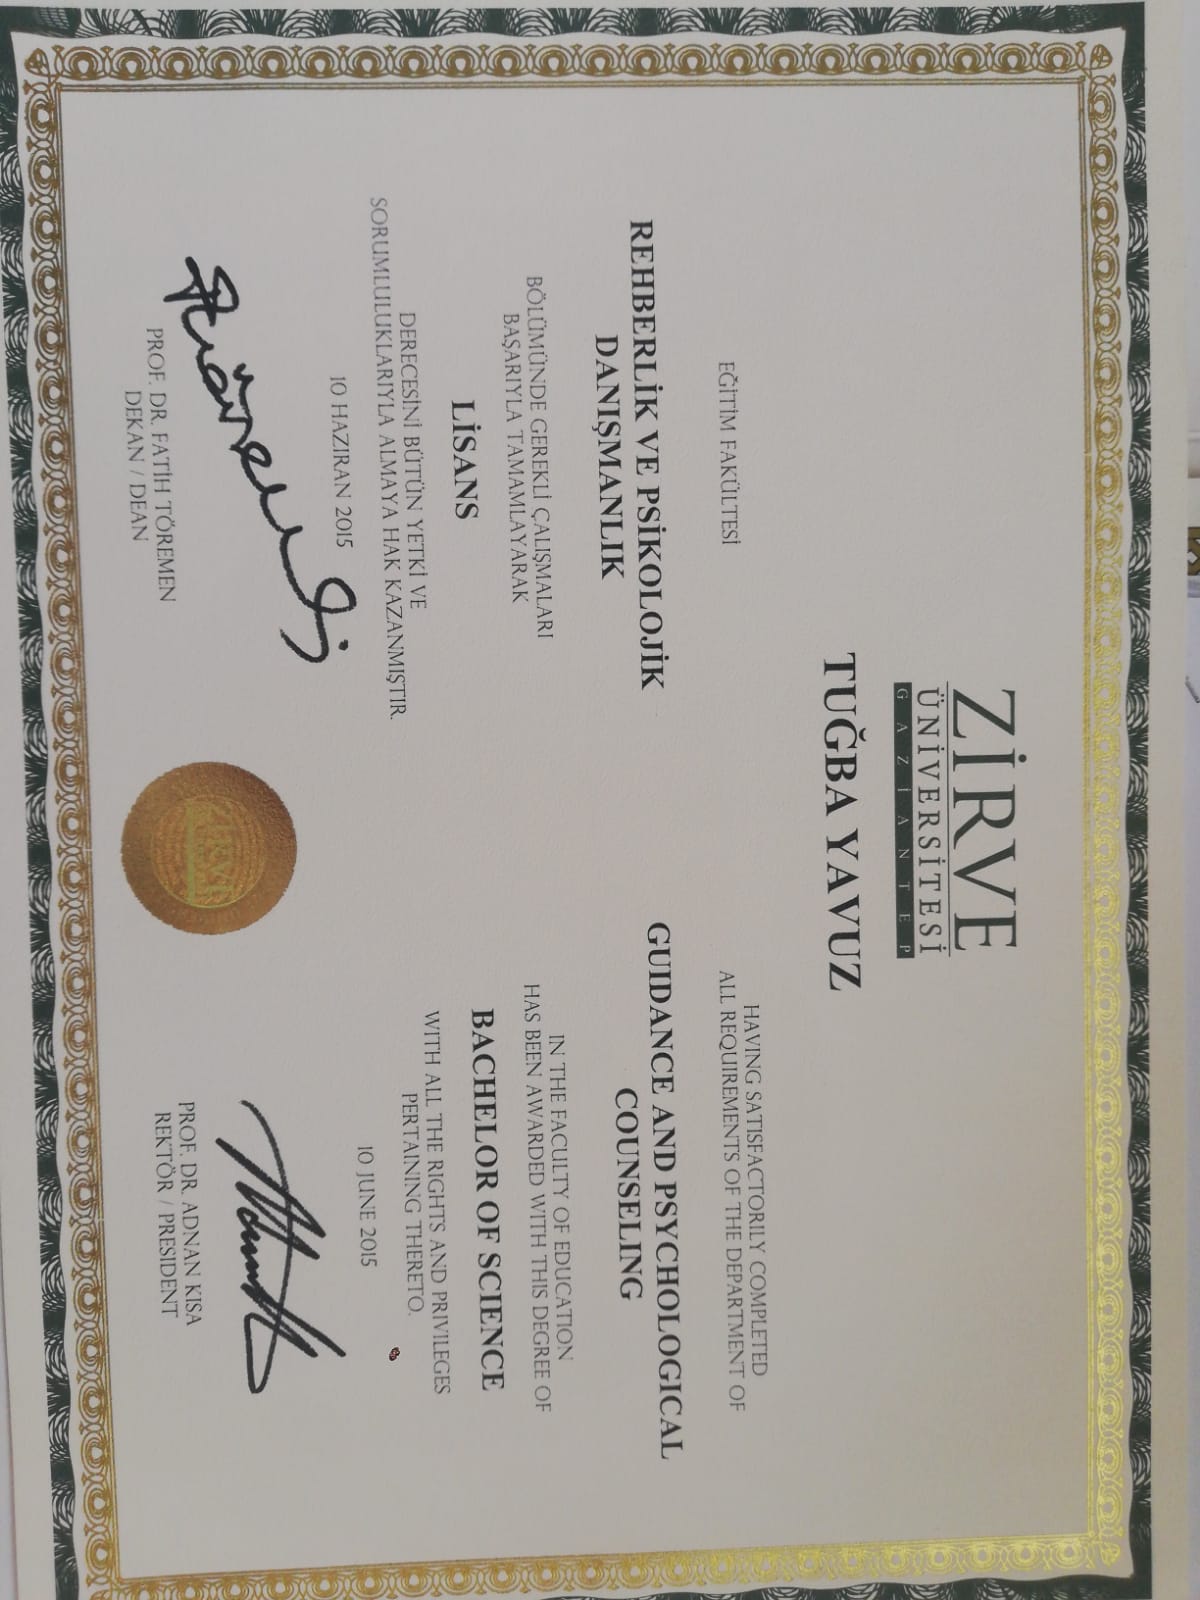 ZİRVE
ÜNİVERSİTESİ
GAZİANTEP
TUĞBA YAVUZ
EĞİTİM FAKÜLTESİ
REHBERLİK VE PSİKOLOJİK
DANIŞMANLIK
BÖLÜMÜNDE GEREKLİ ÇALIŞMALARI
BAŞARIYLA TAMAMLAYARAK
LİSANS
DERECESİNİ BÜTÜN YETKİ VE
SORUMLULUKLARIYLA ALMAYA HAK KAZANMIŞTIR.
10 HAZIRAN 2015
PROF. DR. FATİH TÖREMEN
DEKAN / DEAN
HAVING SATISFACTORILY COMPLETED
ALL REQUIREMENTS OF THE DEPARTMENT OF
GUIDANCE AND PSYCHOLOGICAL
COUNSELING
IN THE FACULTY OF EDUCATION
HAS BEEN AWARDED WITH THIS DEGREE OF
BACHELOR OF SCIENCE
WITH ALL THE RIGHTS AND PRIVILEGES
PERTAINING THERETO.
10 JUNE 2015
PROF. DR. ADNAN KISA
REKTÖR / PRESIDENT
ZİRVE